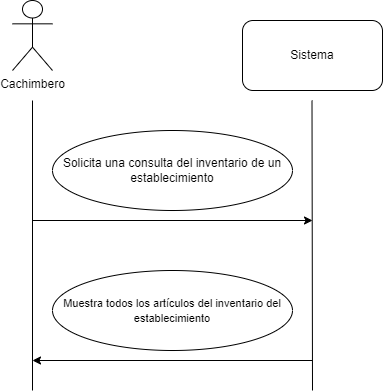 Cachimbero
Sistema
Solicita una consulta del inventario de un
establecimiento
Muestra todos los artículos del inventario del
establecimiento